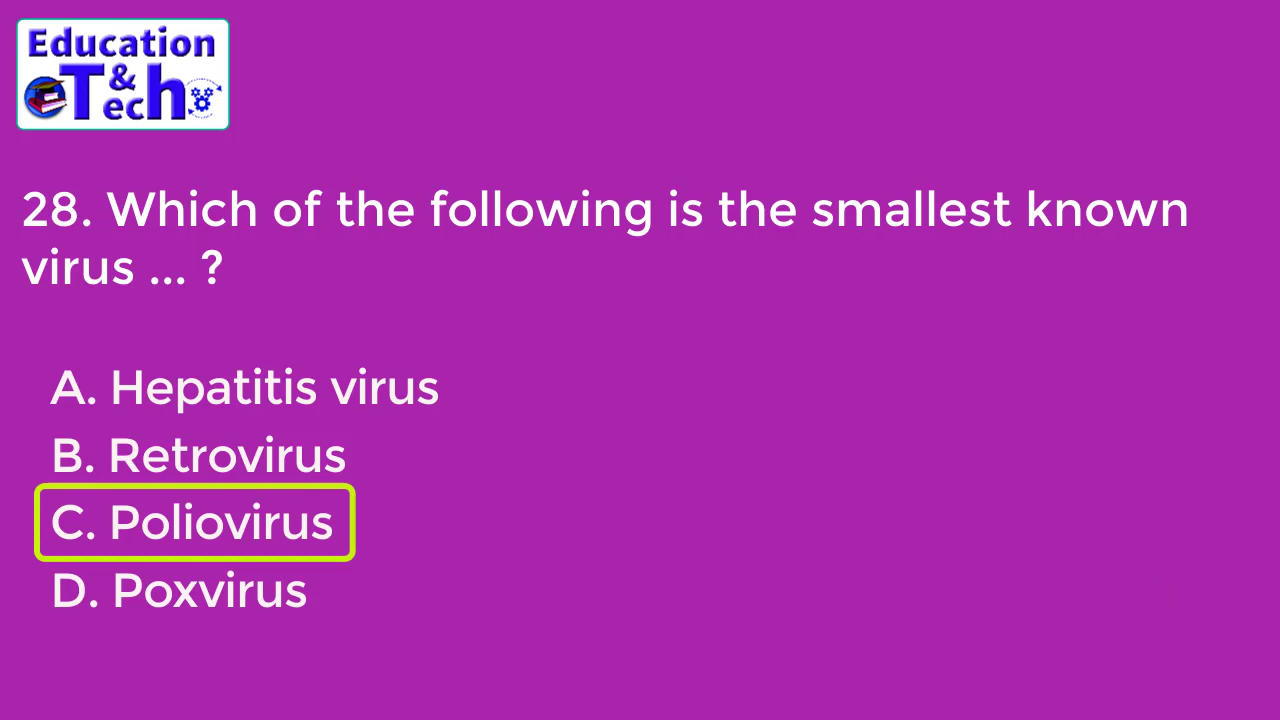 Education
& Tech
28. Which of the following is the smallest known
virus ... ?
A. Hepatitis virus
B. Retrovirus
C. Poliovirus
D. Poxvirus